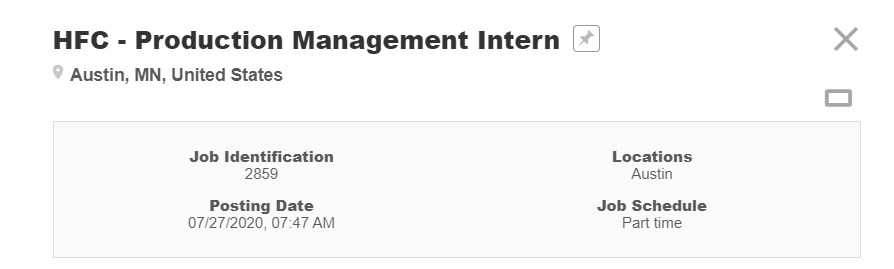 HFC - Production Management Intern
Austin, MN, United States
Job Identification
2859
Locations
Austin
Posting Date
07/27/2020, 07:47 AM
Job Schedule
Part time